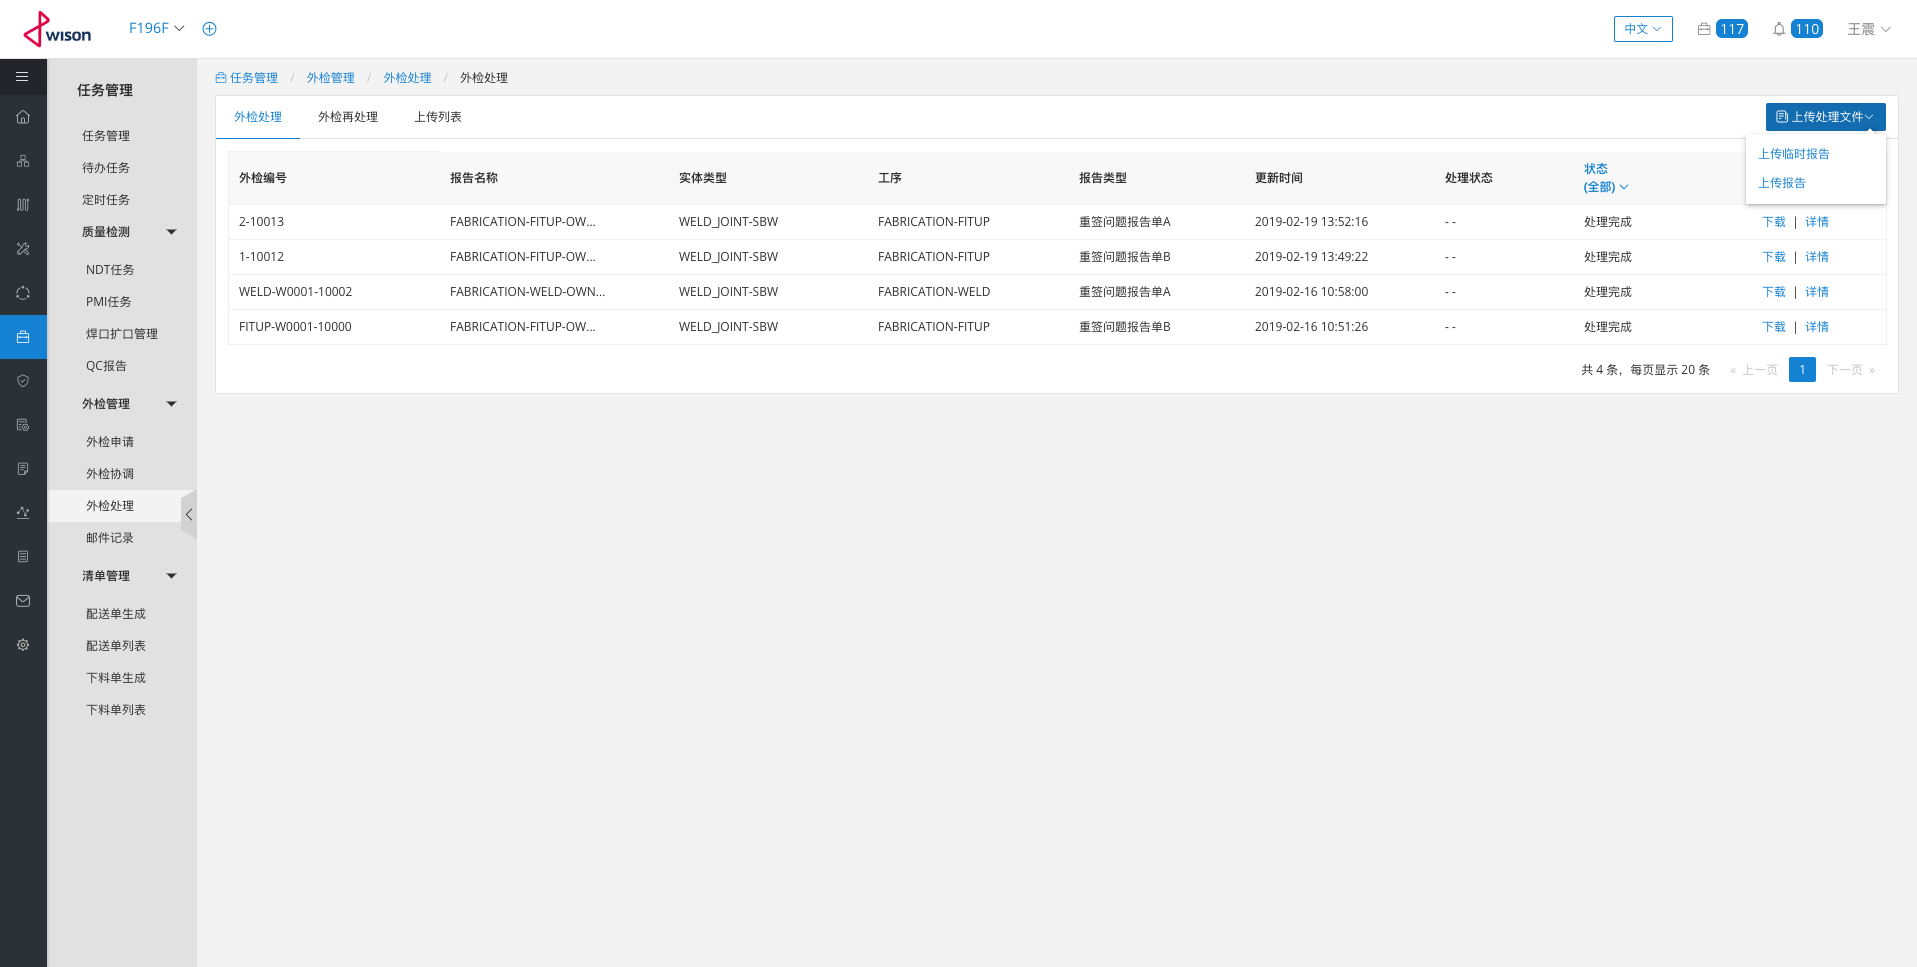 wison
F196F
中文
117
110
王震
任务管理
任务管理
待办任务
定时任务
质量检测
NDT任务
PMI任务
焊口扩口管理
QC报告
外检管理
外检申请
外检协调
外检处理
邮件记录
清单管理
配送单生成
配送单列表
下料单生成
下料单列表
任务管理 / 外检管理 / 外检处理 / 外检处理
外检处理 外检再处理 上传列表
上传处理文件
上传临时报告
上传报告
外检编号 报告名称 实体类型 工序 报告类型 更新时间 处理状态 状态
(全部)
2-10013 FABRICATION-FITUP-OW... WELD_JOINT-SBW FABRICATION-FITUP 重签问题报告单A 2019-02-19 13:52:16 - - 处理完成 下载 | 详情
1-10012 FABRICATION-FITUP-OW... WELD_JOINT-SBW FABRICATION-FITUP 重签问题报告单B 2019-02-19 13:49:22 - - 处理完成 下载 | 详情
WELD-W0001-10002 FABRICATION-WELD-OWN... WELD_JOINT-SBW FABRICATION-WELD 重签问题报告单A 2019-02-16 10:58:00 - - 处理完成 下载 | 详情
FITUP-W0001-10000 FABRICATION-FITUP-OW... WELD_JOINT-SBW FABRICATION-FITUP 重签问题报告单B 2019-02-16 10:51:26 - - 处理完成 下载 | 详情
共 4 条，每页显示 20 条 « 上一页 1 下一页 »